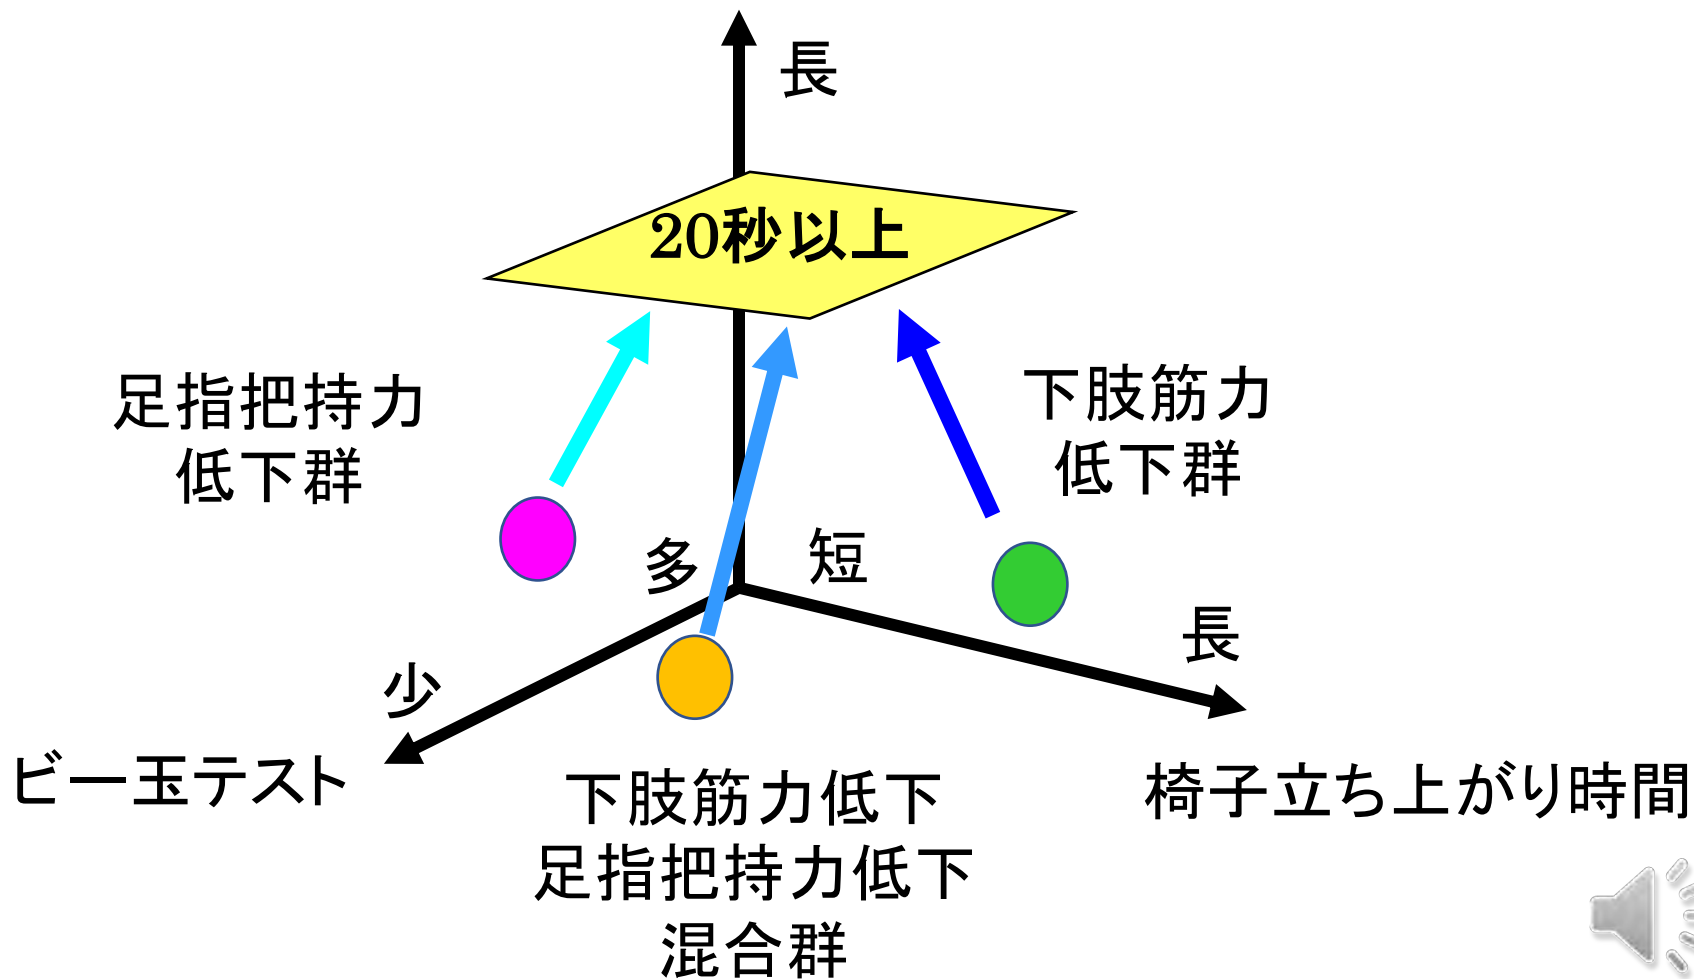 長
20秒以上
足指把持力
低下群
下肢筋力
低下群
多
短
少
長
ビー玉テスト
椅子立ち上がり時間
下肢筋力低下
足指把持力低下
混合群